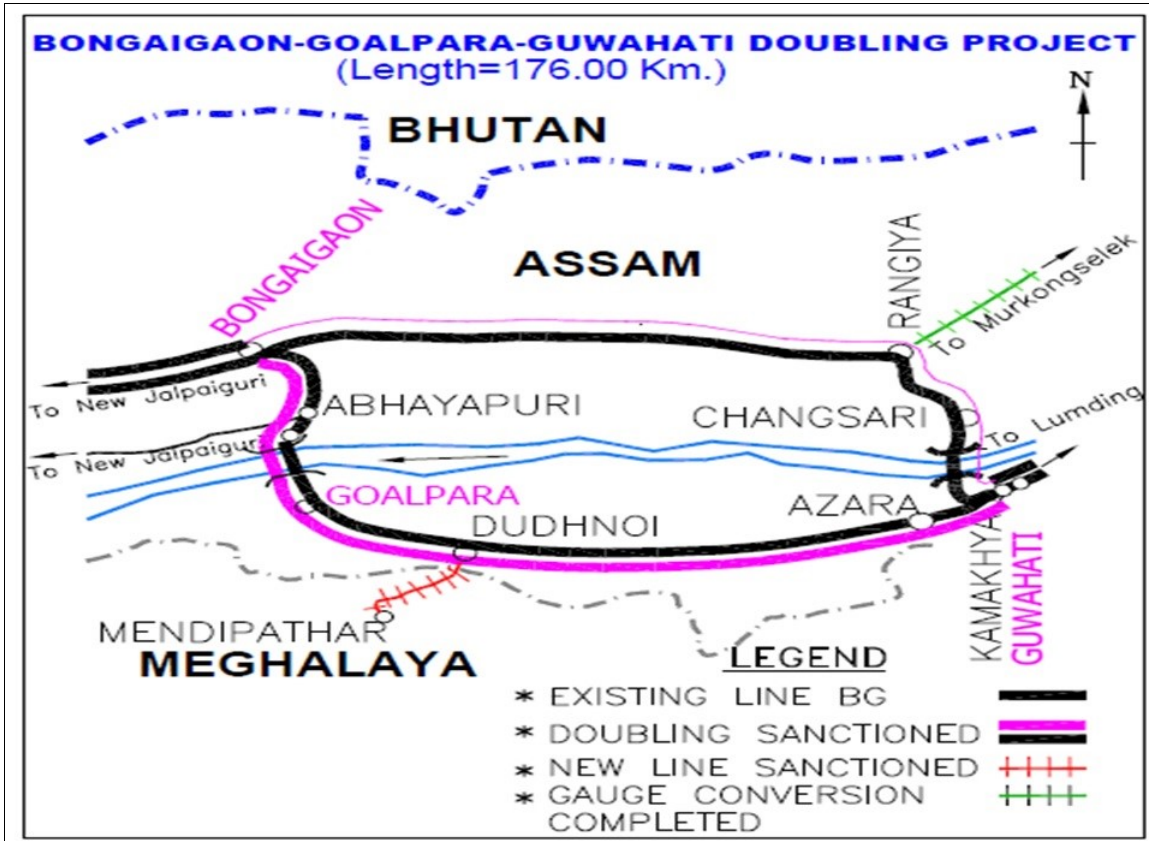 BONGAIGAON-GOALPARA-GUWAHATI DOUBLING PROJECT
(Length=176.00 Km.)
N
BHUTAN
BONGAIGAON
ASSAM
RANGIYA
To Murkongselek
To New Jalpaiguri
ABHAYAPURI
CHANGSARI
To Lumding
To New Jalpaiguri
GOALPARA
AZARA
DUDHNOI
KAMAKHYA
GUWAHATI
MENDIPATHAR
MEGHALAYA
LEGEND
* EXISTING LINE BG
* DOUBLING SANCTIONED
* NEW LINE SANCTIONED
* GAUGE CONVERSION
COMPLETED